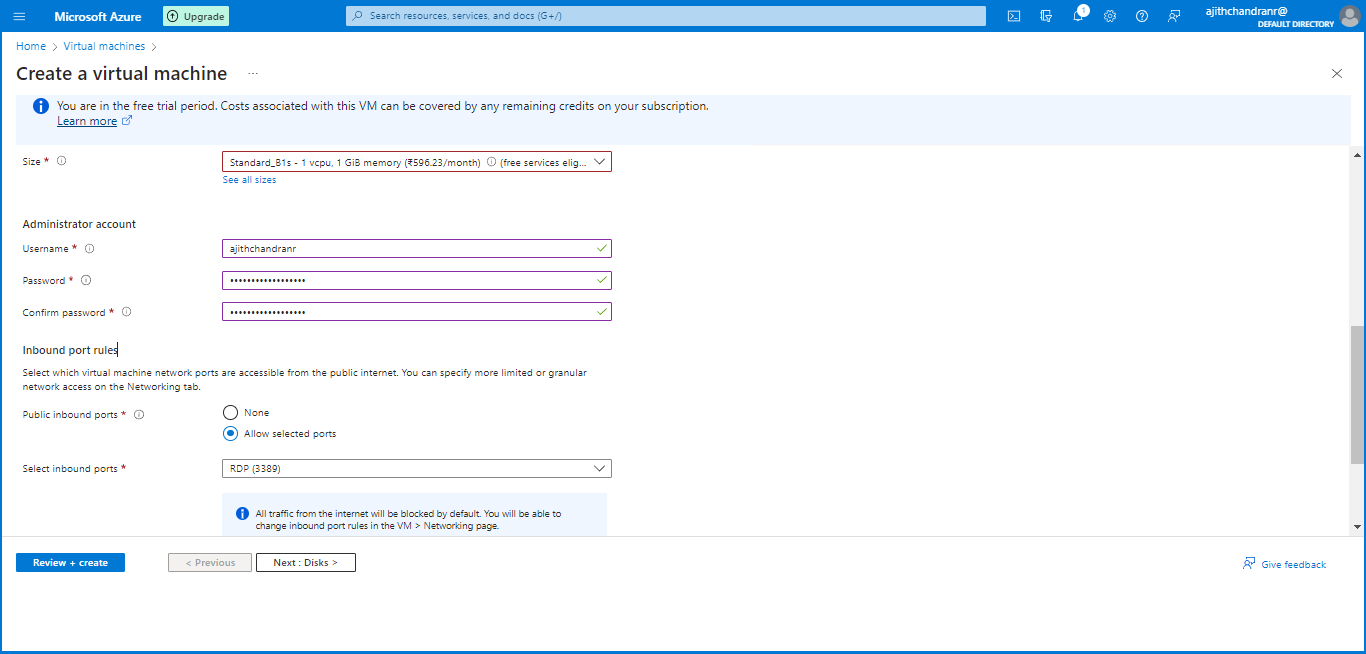 Microsoft Azure
Upgrade
Search resources, services, and docs (G+/)
1
ajithchandranr@
DEFAULT DIRECTORY
Home > Virtual machines >
Create a virtual machine ...
You are in the free trial period. Costs associated with this VM can be covered by any remaining credits on your subscription.
Learn more
Size *
Standard_B1s - 1 vcpu, 1 GiB memory (₹596.23/month) (free services elig...
See all sizes
Administrator account
Username *
ajithchandranr
Password *
••••••••••••••••••
Confirm password *
••••••••••••••••••
Inbound port rules
Select which virtual machine network ports are accessible from the public internet. You can specify more limited or granular
network access on the Networking tab.
Public inbound ports *
None
Allow selected ports
Select inbound ports *
RDP (3389)
All traffic from the internet will be blocked by default. You will be able to
change inbound port rules in the VM > Networking page.
Review + create
< Previous
Next : Disks >
Give feedback